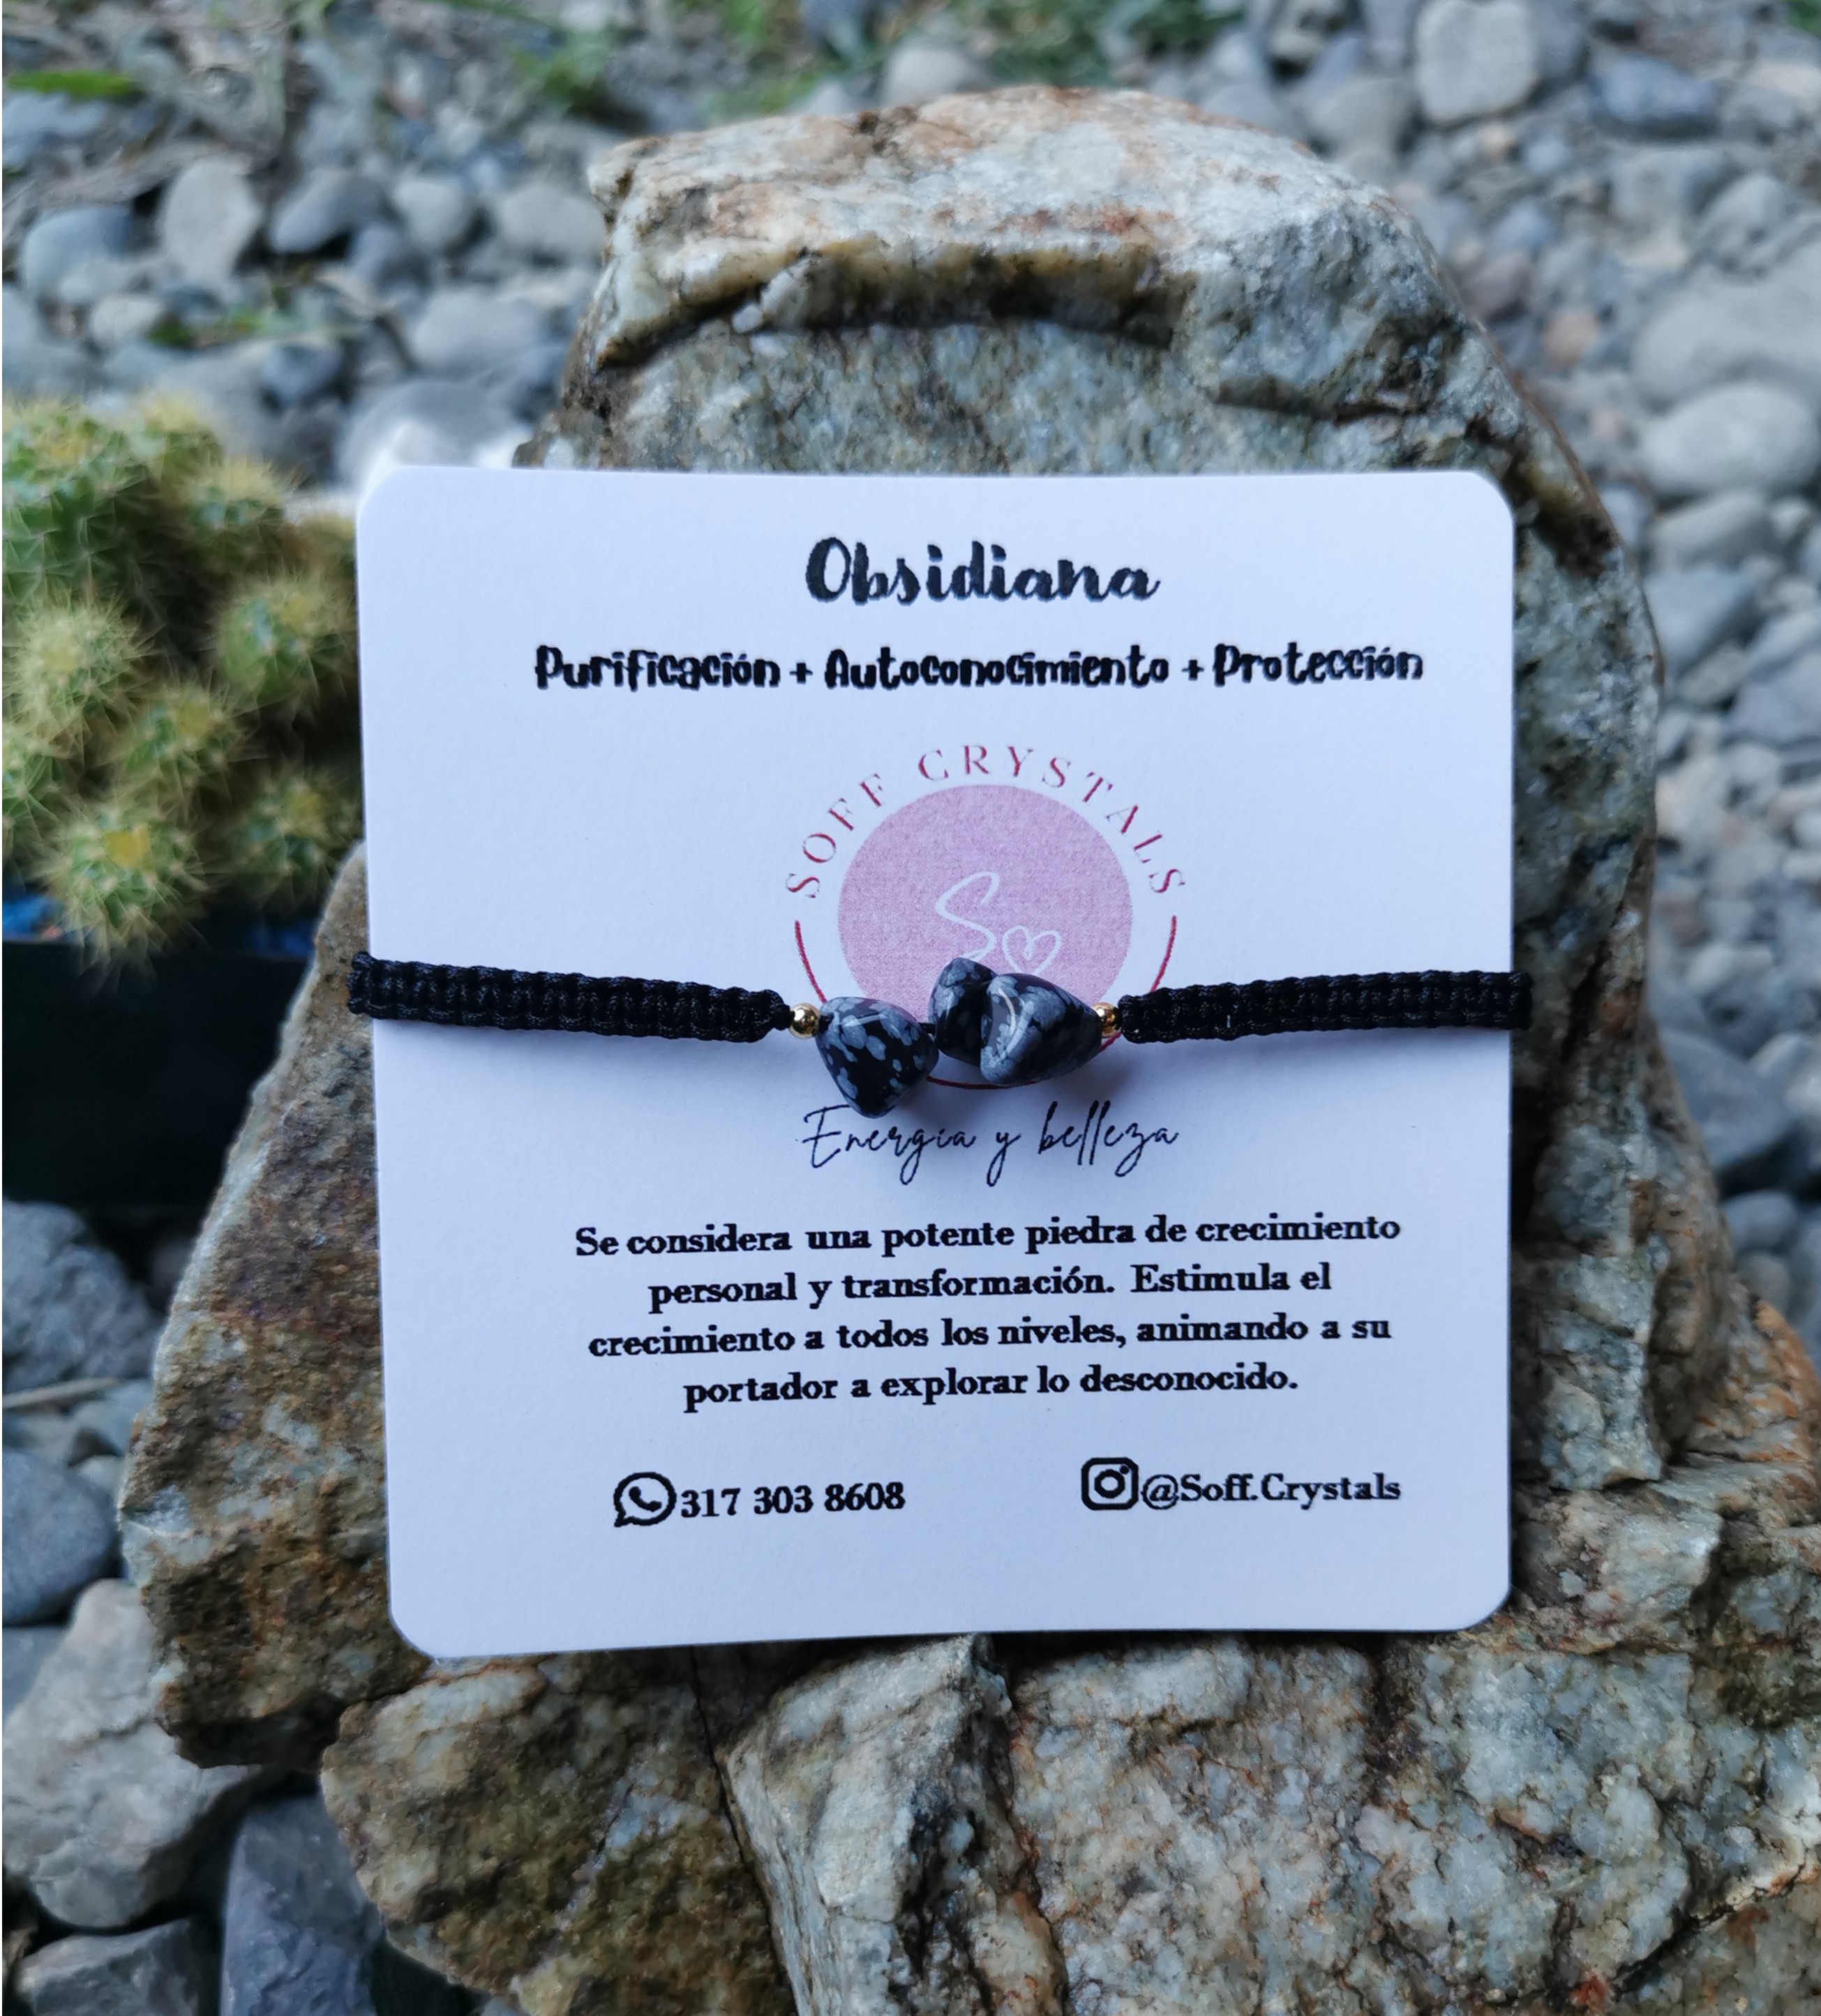 Obsidiana
Purificación + Autoconocimiento + Protección
SOFF CRYSTALS
S
Energía y belleza
Se considera una potente piedra de crecimiento
personal y transformación. Estimula el
crecimiento a todos los niveles, animando a su
portador a explorar lo desconocido.
317 303 8608
@Soff.Crystals